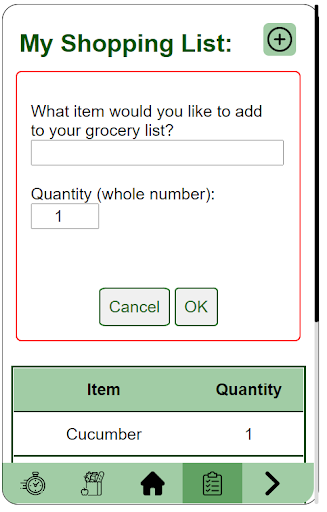 My Shopping List:
What item would you like to add
to your grocery list?
Quantity (whole number):
1
Cancel OK
Item Quantity
Cucumber 1